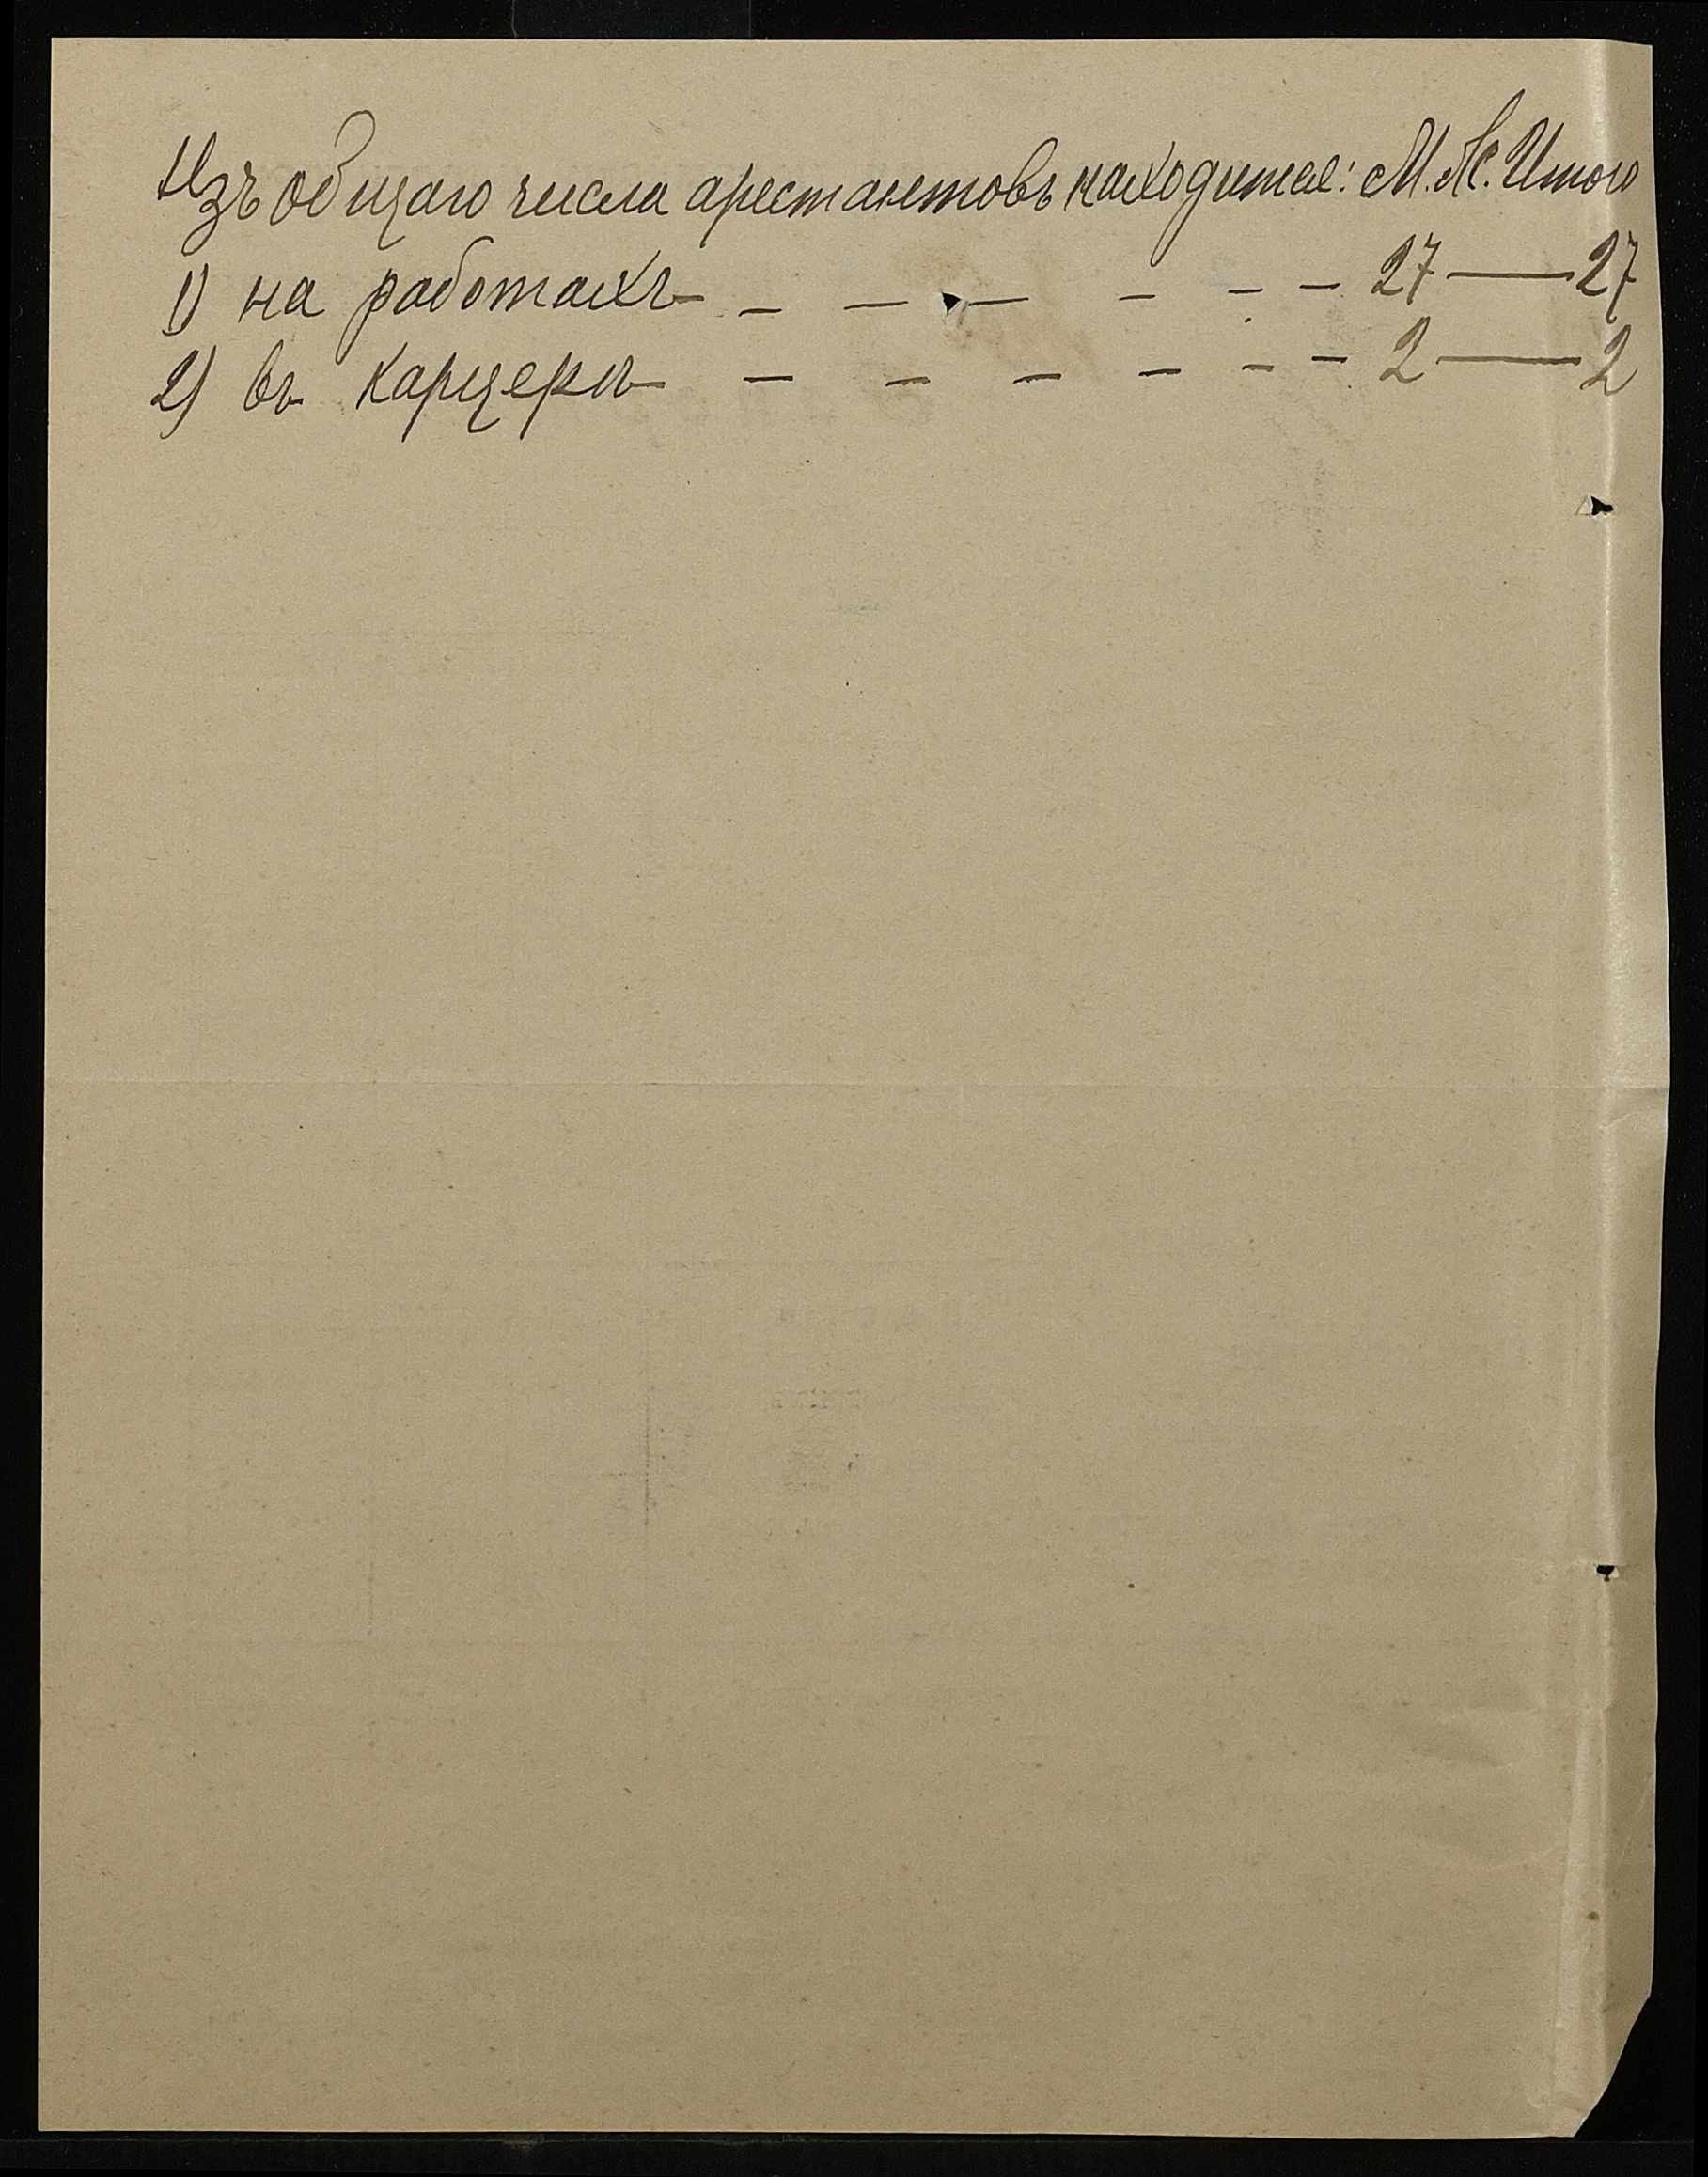 Изъ общаго числа арестантовъ находится: М. Ж. Итого
1) на работахъ — — — — — — — 27 — 27
2) въ карцерѣ — — — — — — — 2 — 2